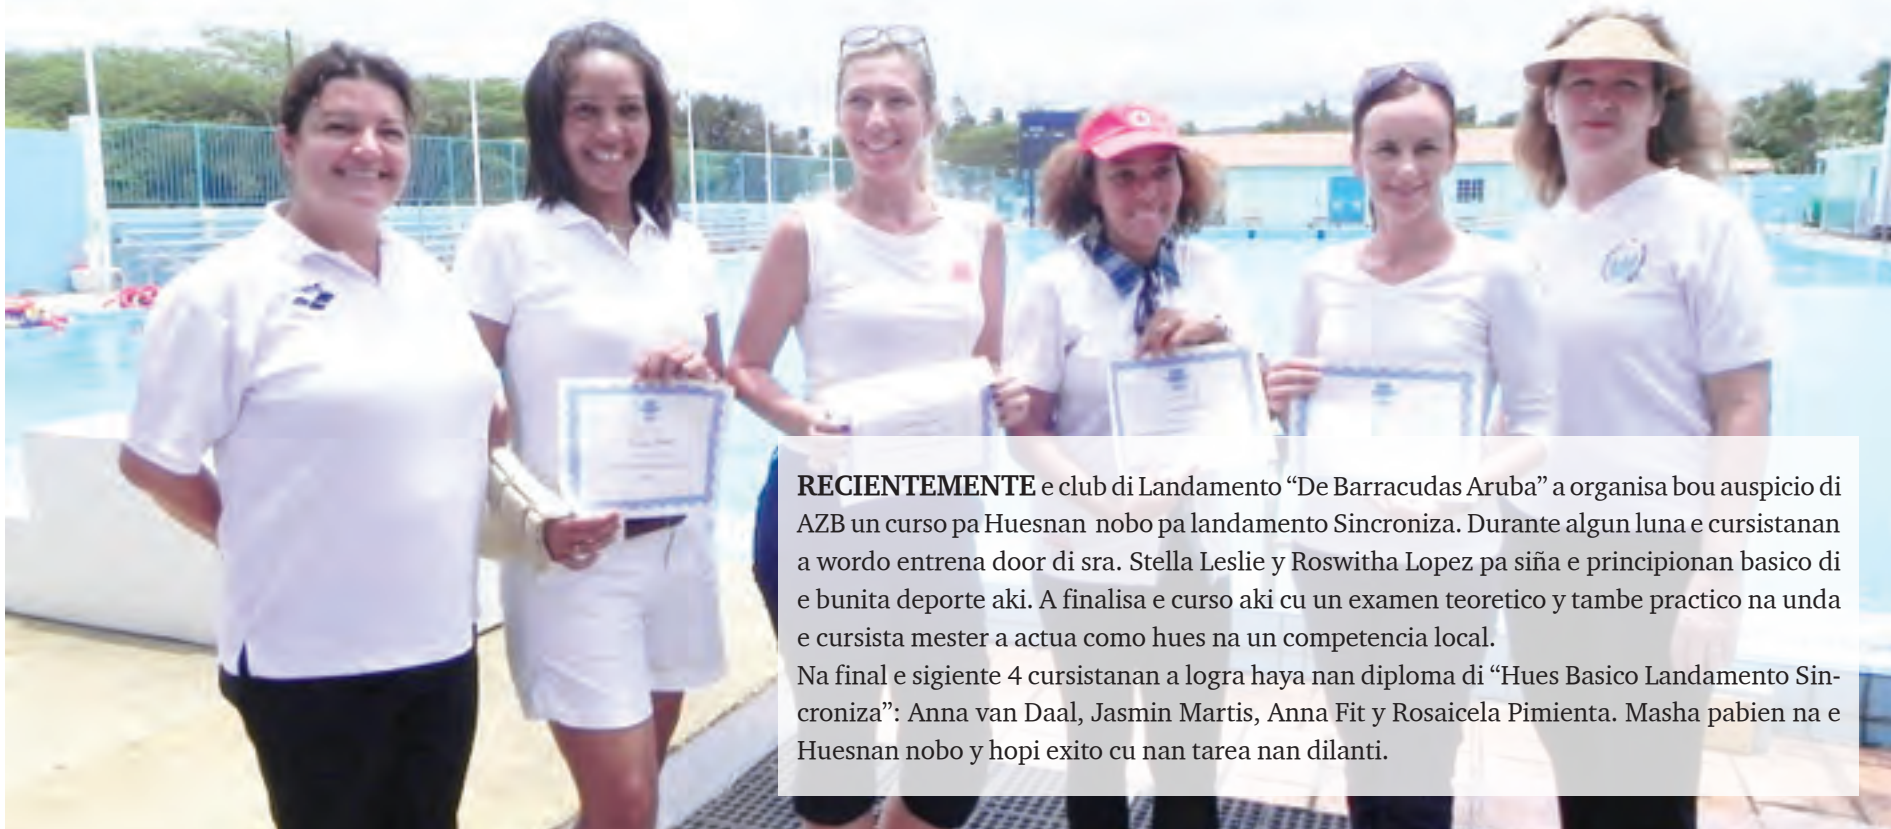 RECIENTEMENTE e club di Landamento “De Barracudas Aruba” a organisa bou auspicio di
AZB un curso pa Huesnan nobo pa landamento Sincroniza. Durante algun luna e cursistanan
a wordo entrena door di sra. Stella Leslie y Roswitha Lopez pa siña e principionan basico di
e bunita deporte aki. A finalisa e curso aki cu un examen teoretico y tambe practico na unda
e cursista mester a actua como hues na un competencia local.
Na final e sigiente 4 cursistanan a logra haya nan diploma di “Hues Basico Landamento Sin-
croniza”: Anna van Daal, Jasmin Martis, Anna Fit y Rosaicela Pimienta. Masha pabien na e
Huesnan nobo y hopi exito cu nan tarea nan dilanti.